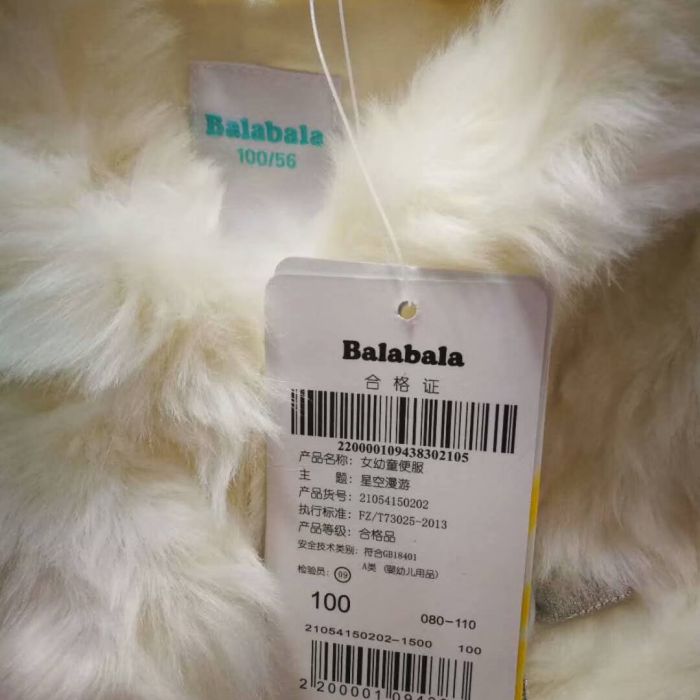 Balabala
100/56
Balabala
合格证
220000109438302105
产品名称：女幼童便服
主 题：星空漫游
产品货号：21054150202
执行标准：FZ/T73025-2013
产品等级：合格品
安全技术类别：符合GB18401
A类（婴幼儿用品）
检验员：09
100 080-110
21054150202-1500 100